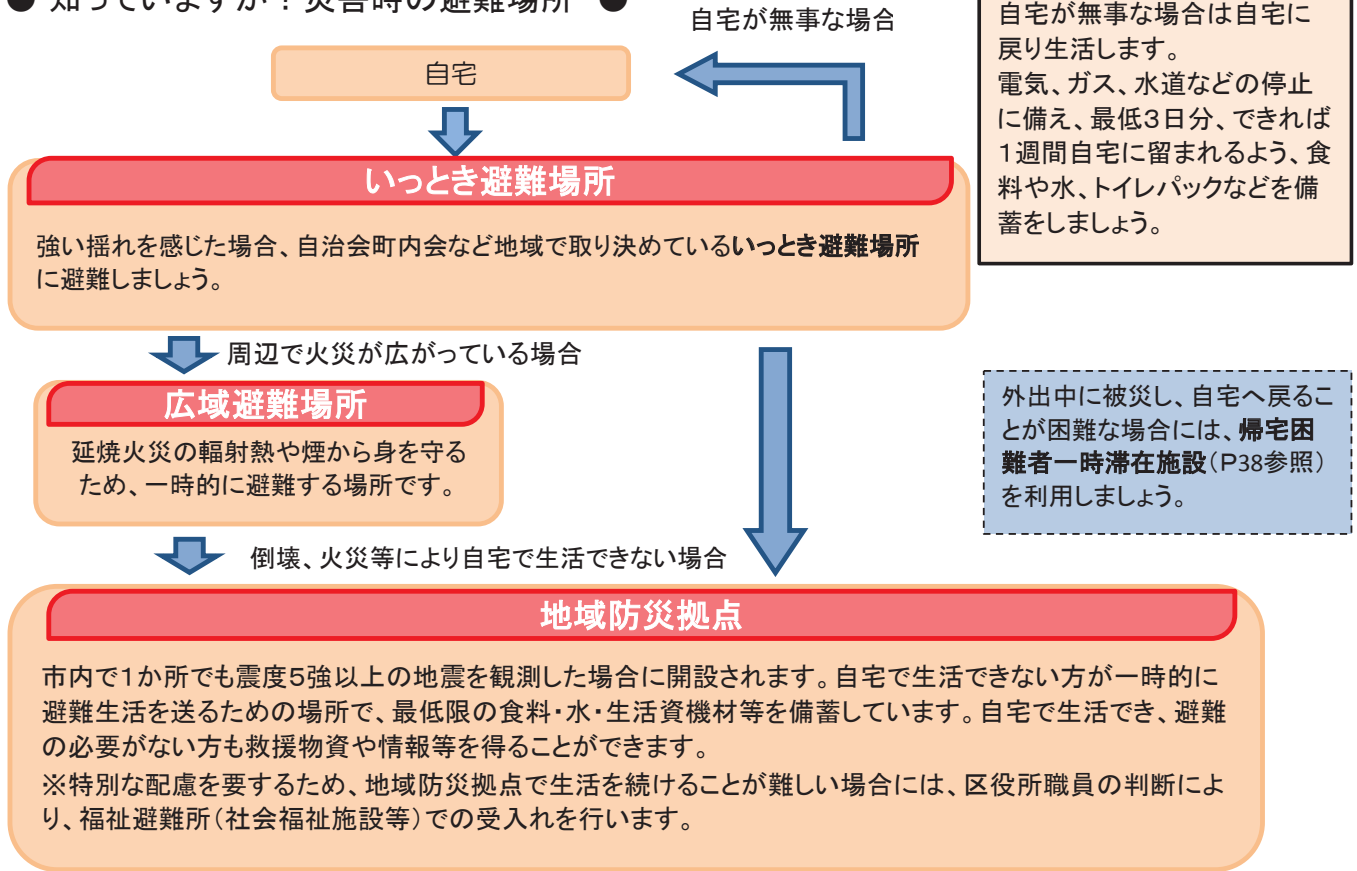 ● 知っていますか？災害時の避難場所 ●
自宅が無事な場合
自宅
いっとき避難場所
強い揺れを感じた場合、自治会町内会など地域で取り決めているいっとき避難場所
に避難しましょう。
自宅が無事な場合は自宅に
戻り生活します。
電気、ガス、水道などの停止
に備え、最低３日分、できれば
１週間自宅に留まれるよう、食
料や水、トイレパックなどを備
蓄をしましょう。
周辺で火災が広がっている場合
広域避難場所
延焼火災の輻射熱や煙から身を守る
ため、一時的に避難する場所です。
外出中に被災し、自宅へ戻るこ
とが困難な場合には、帰宅困
難者一時滞在施設（P38参照）
を利用しましょう。
倒壊、火災等により自宅で生活できない場合
地域防災拠点
市内で１か所でも震度５強以上の地震を観測した場合に開設されます。自宅で生活できない方が一時的に
避難生活を送るための場所で、最低限の食料・水・生活資機材等を備蓄しています。自宅で生活でき、避難
の必要がない方も救援物資や情報等を得ることができます。
※特別な配慮を要するため、地域防災拠点で生活を続けることが難しい場合には、区役所職員の判断によ
り、福祉避難所（社会福祉施設等）での受入れを行います。